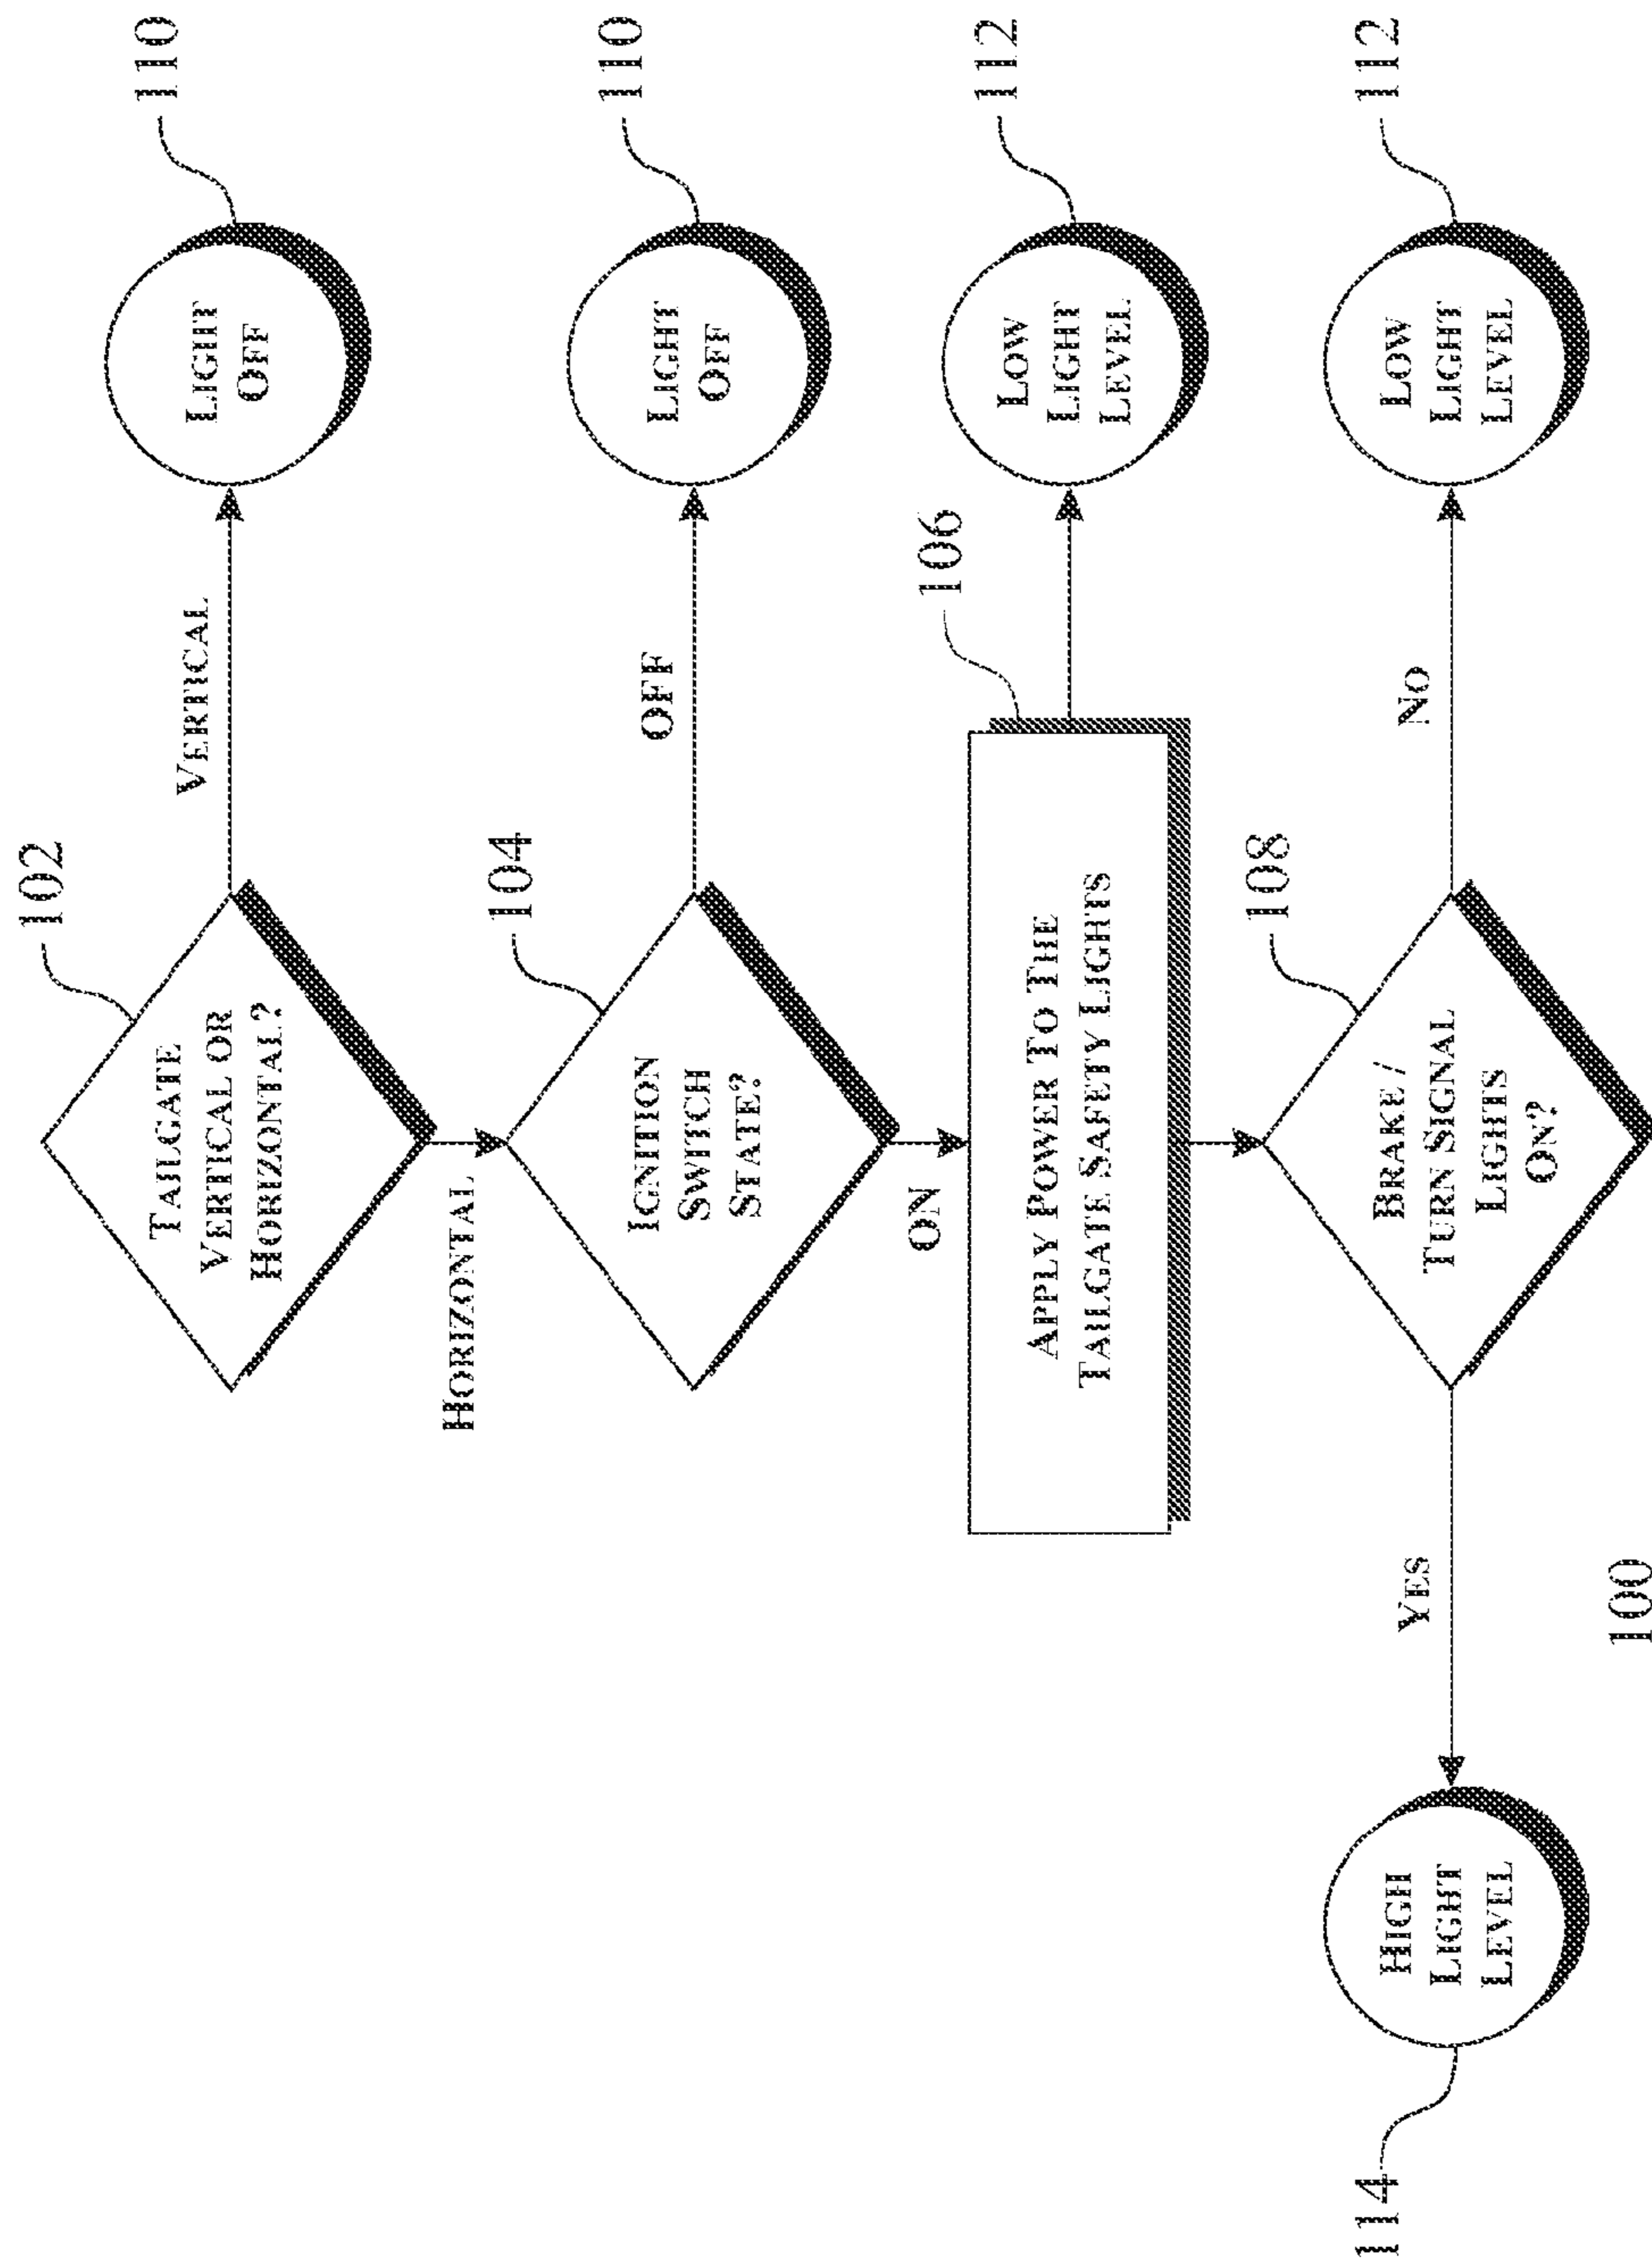 102
TAILGATE
VERTICAL OR
HORIZONTAL?
VERTICAL
LIGHT
OFF
110
HORIZONTAL
104
IGNITION
SWITCH
STATE?
OFF
LIGHT
OFF
110
ON
106
APPLY POWER TO THE
TAILGATE SAFETY LIGHTS
LOW
LIGHT
LEVEL
112
108
BRAKE /
TURN SIGNAL
LIGHTS
ON?
NO
LOW
LIGHT
LEVEL
112
YES
HIGH
LIGHT
LEVEL
114
100